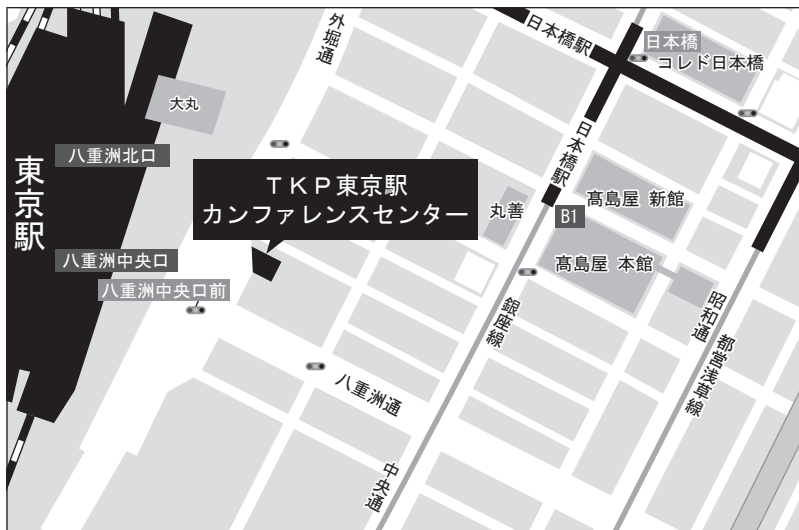 外堀通
日本橋駅
日本橋
コレド日本橋
大丸
八重洲北口
日本橋駅
東京駅
ＴＫＰ東京駅
カンファレンスセンター
丸善
B1
髙島屋 新館
髙島屋 本館
八重洲中央口
八重洲中央口前
銀座線
昭和通
都営浅草線
八重洲通
中央通